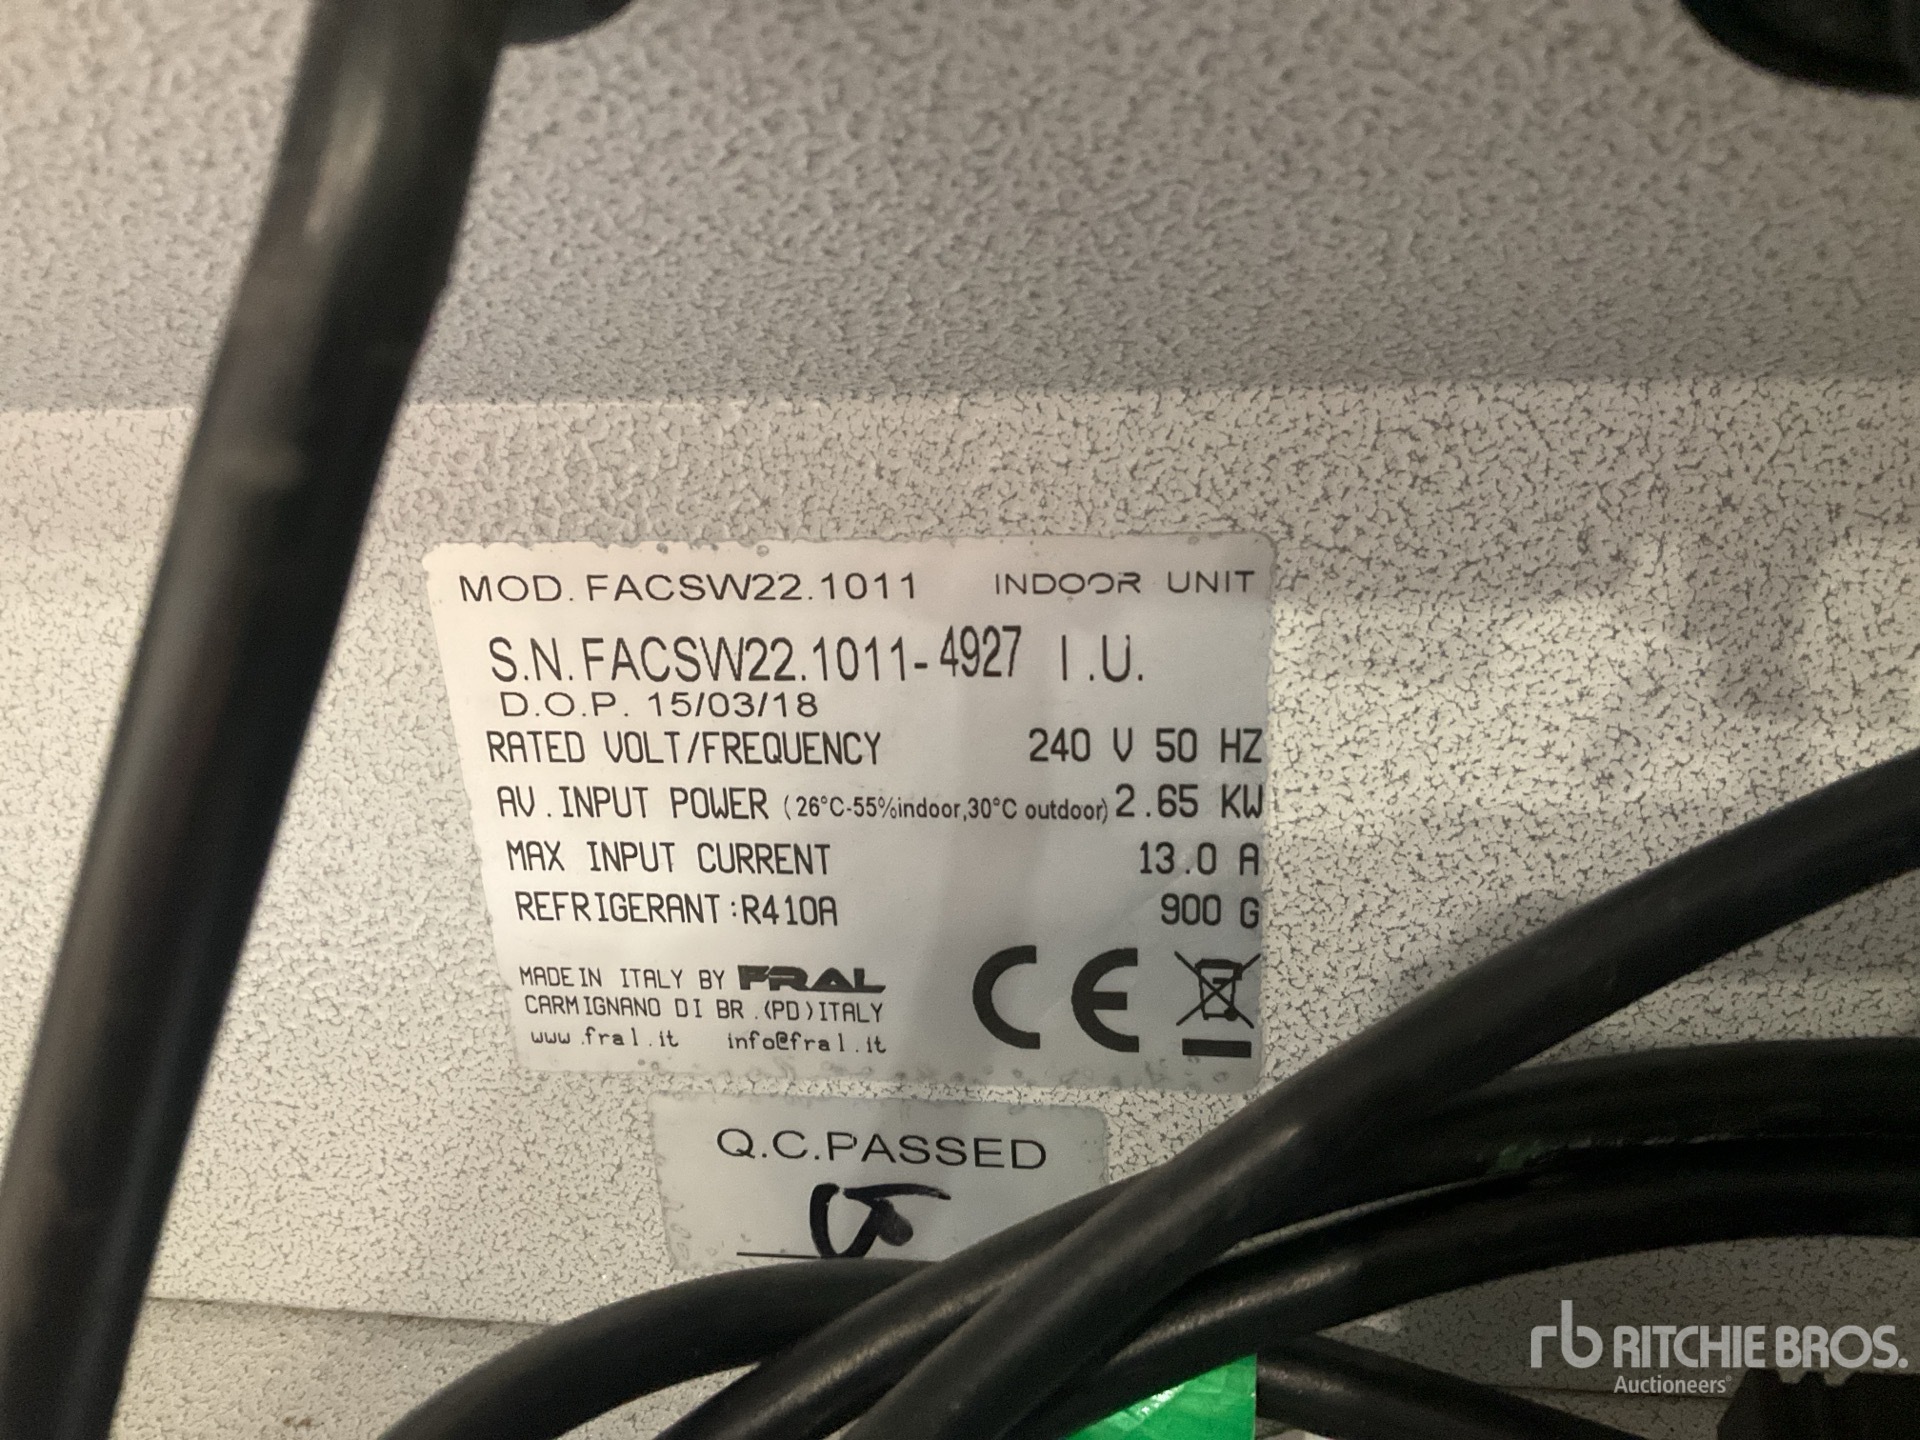 MOD. FACSW22.1011 INDOOR UNIT
S.N. FACSW22.1011-4927 I.U.
D.O.P. 15/03/18
RATED VOLT/FREQUENCY 240 V 50 HZ
AV. INPUT POWER (26°C-55%indoor,30°C outdoor) 2.65 KW
MAX INPUT CURRENT 13.0 A
REFRIGERANT:R410A 900 G
MADE IN ITALY BY FRAL
CARMIGNANO DI BR.(PD)ITALY
www.fral.it info@fral.it
CE
Q.C.PASSED
rb RITCHIE BROS.
Auctioneers